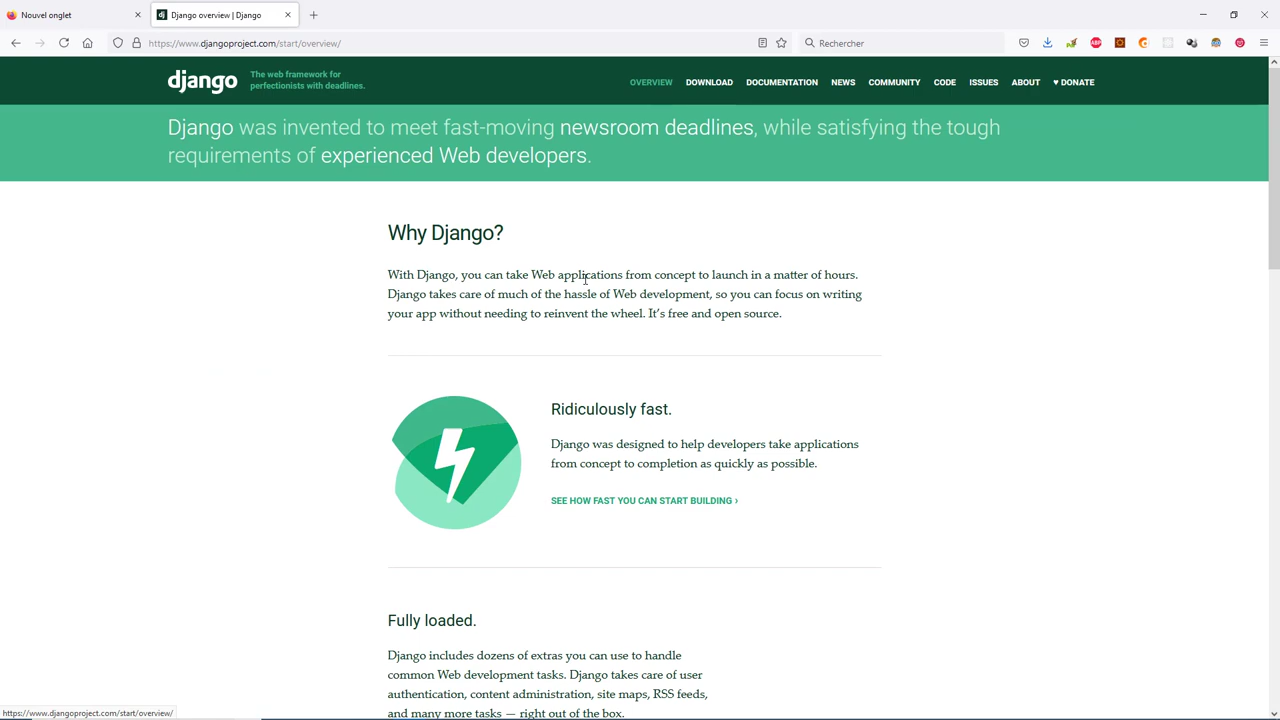 Nouvel onglet
Django overview | Django
https://www.djangoproject.com/start/overview/
Rechercher
django
The web framework for
perfectionists with deadlines.
OVERVIEW DOWNLOAD DOCUMENTATION NEWS COMMUNITY CODE ISSUES ABOUT ♥ DONATE
Django was invented to meet fast-moving newsroom deadlines, while satisfying the tough
requirements of experienced Web developers.
Why Django?
With Django, you can take Web applications from concept to launch in a matter of hours.
Django takes care of much of the hassle of Web development, so you can focus on writing
your app without needing to reinvent the wheel. It’s free and open source.
Ridiculously fast.
Django was designed to help developers take applications
from concept to completion as quickly as possible.
SEE HOW FAST YOU CAN START BUILDING ›
Fully loaded.
Django includes dozens of extras you can use to handle
common Web development tasks. Django takes care of user
authentication, content administration, site maps, RSS feeds,
and many more tasks — right out of the box.
https://www.djangoproject.com/start/overview/